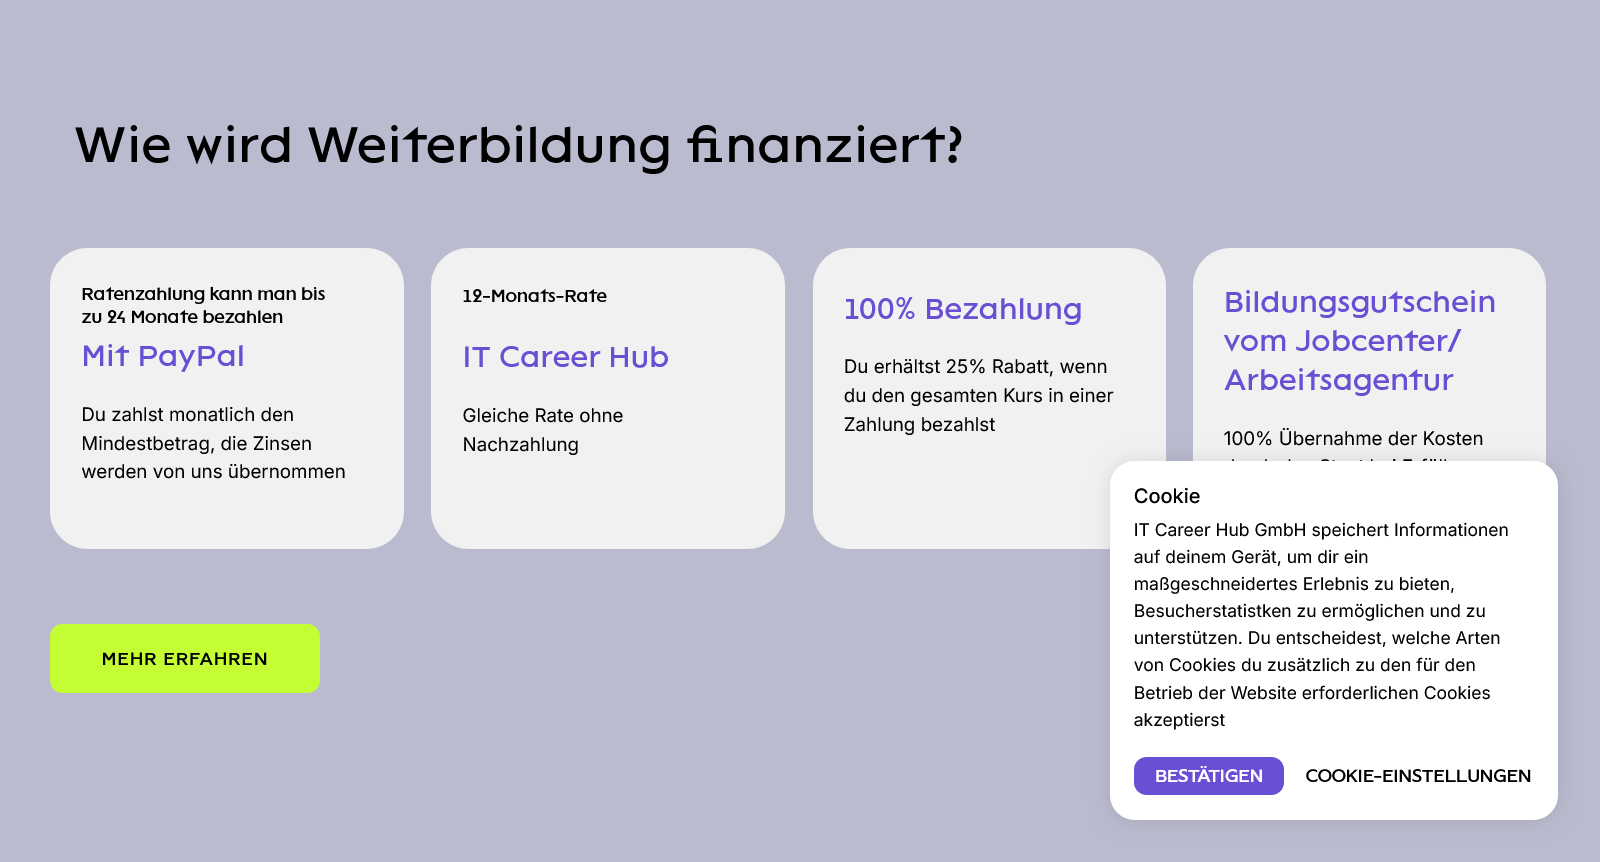 Wie wird Weiterbildung finanziert?
Ratenzahlung kann man bis
zu 24 Monate bezahlen
Mit PayPal
Du zahlst monatlich den
Mindestbetrag, die Zinsen
werden von uns übernommen
12-Monats-Rate
IT Career Hub
Gleiche Rate ohne
Nachzahlung
100% Bezahlung
Du erhältst 25% Rabatt, wenn
du den gesamten Kurs in einer
Zahlung bezahlst
Bildungsgutschein
vom Jobcenter/
Arbeitsagentur
100% Übernahme der Kosten
MEHR ERFAHREN
Cookie
IT Career Hub GmbH speichert Informationen
auf deinem Gerät, um dir ein
maßgeschneidertes Erlebnis zu bieten,
Besucherstatistken zu ermöglichen und zu
unterstützen. Du entscheidest, welche Arten
von Cookies du zusätzlich zu den für den
Betrieb der Website erforderlichen Cookies
akzeptierst
BESTÄTIGEN
COOKIE-EINSTELLUNGEN